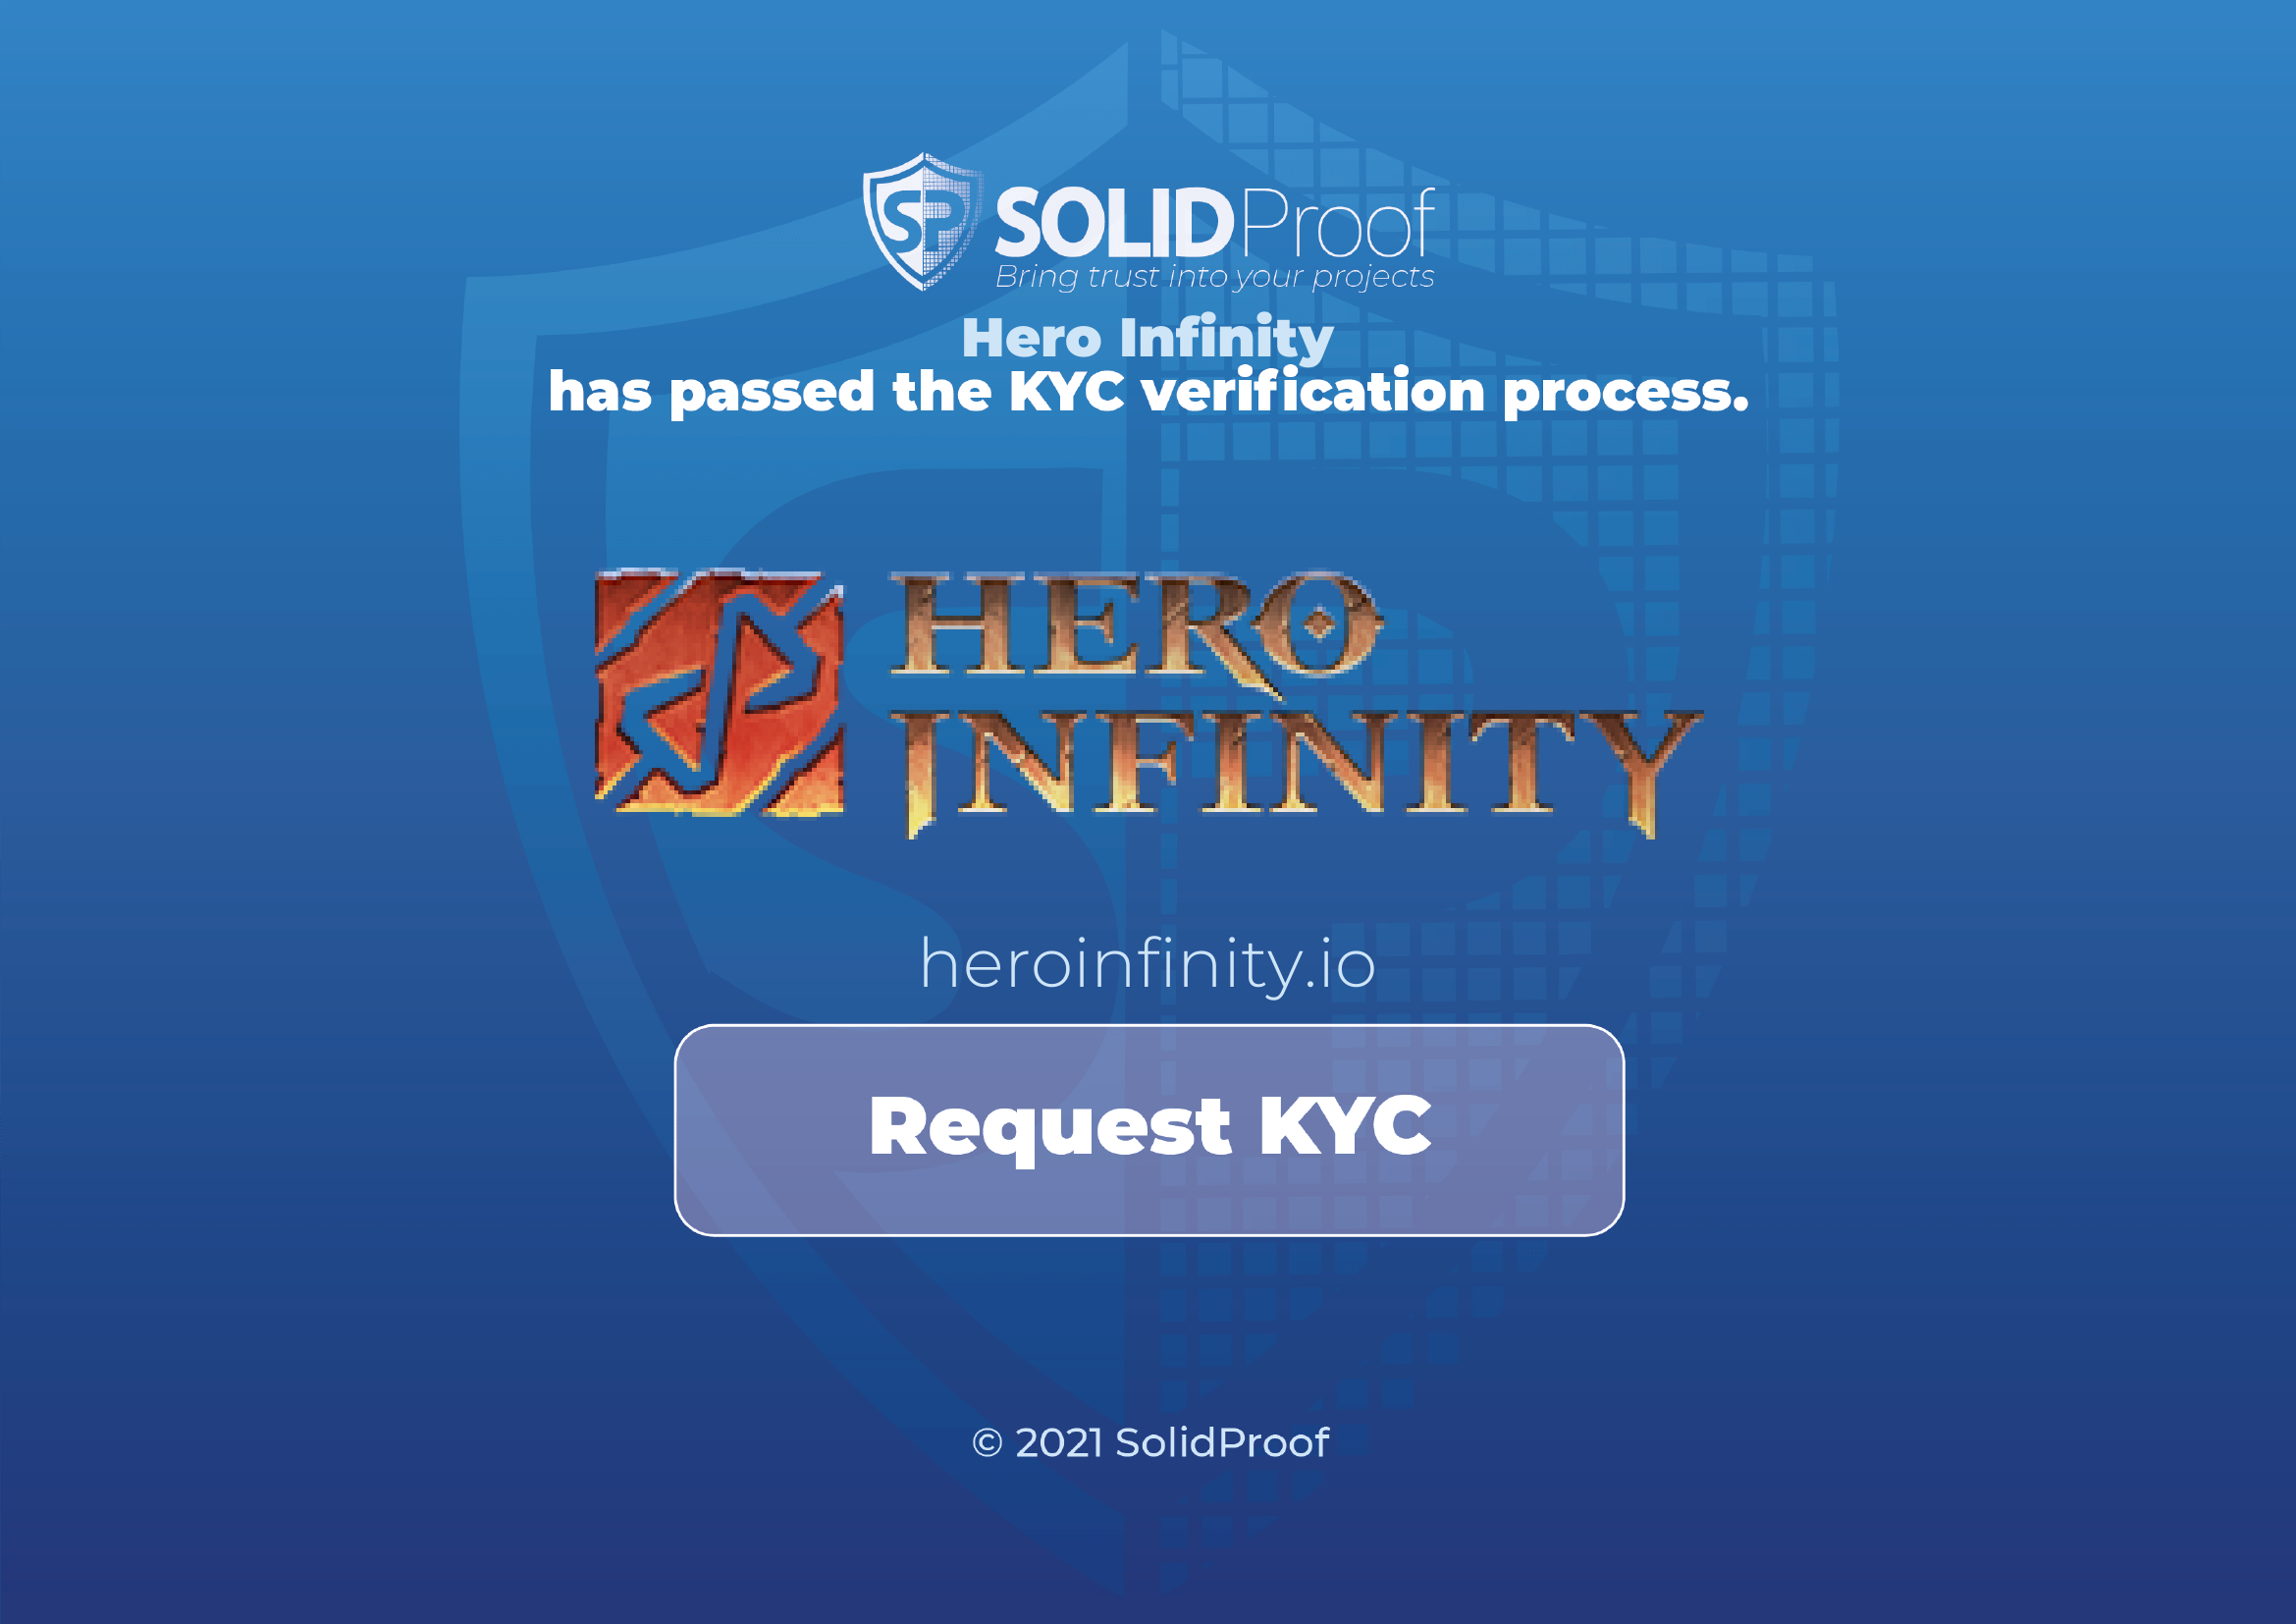 SP SOLIDProof
Bring trust into your projects
Hero Infinity
has passed the KYC verification process.
HERO
INFINITY
heroinfinity.io
Request KYC
© 2021 SolidProof